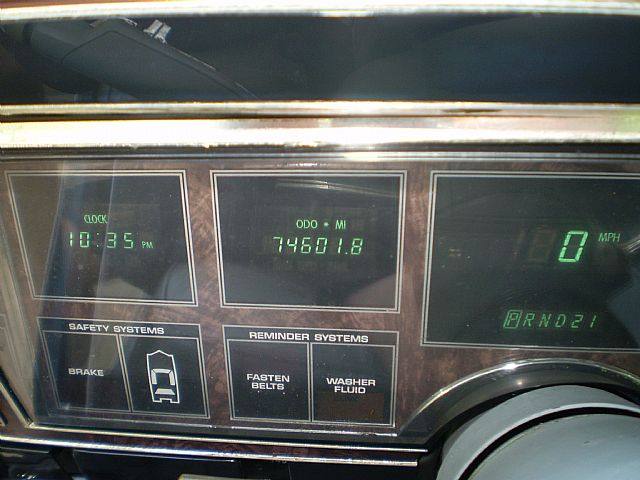 CLOCK
10:35 PM
ODO • MI
74601.8
0 MPH
PRND21
SAFETY SYSTEMS
BRAKE
REMINDER SYSTEMS
FASTEN
BELTS
WASHER
FLUID